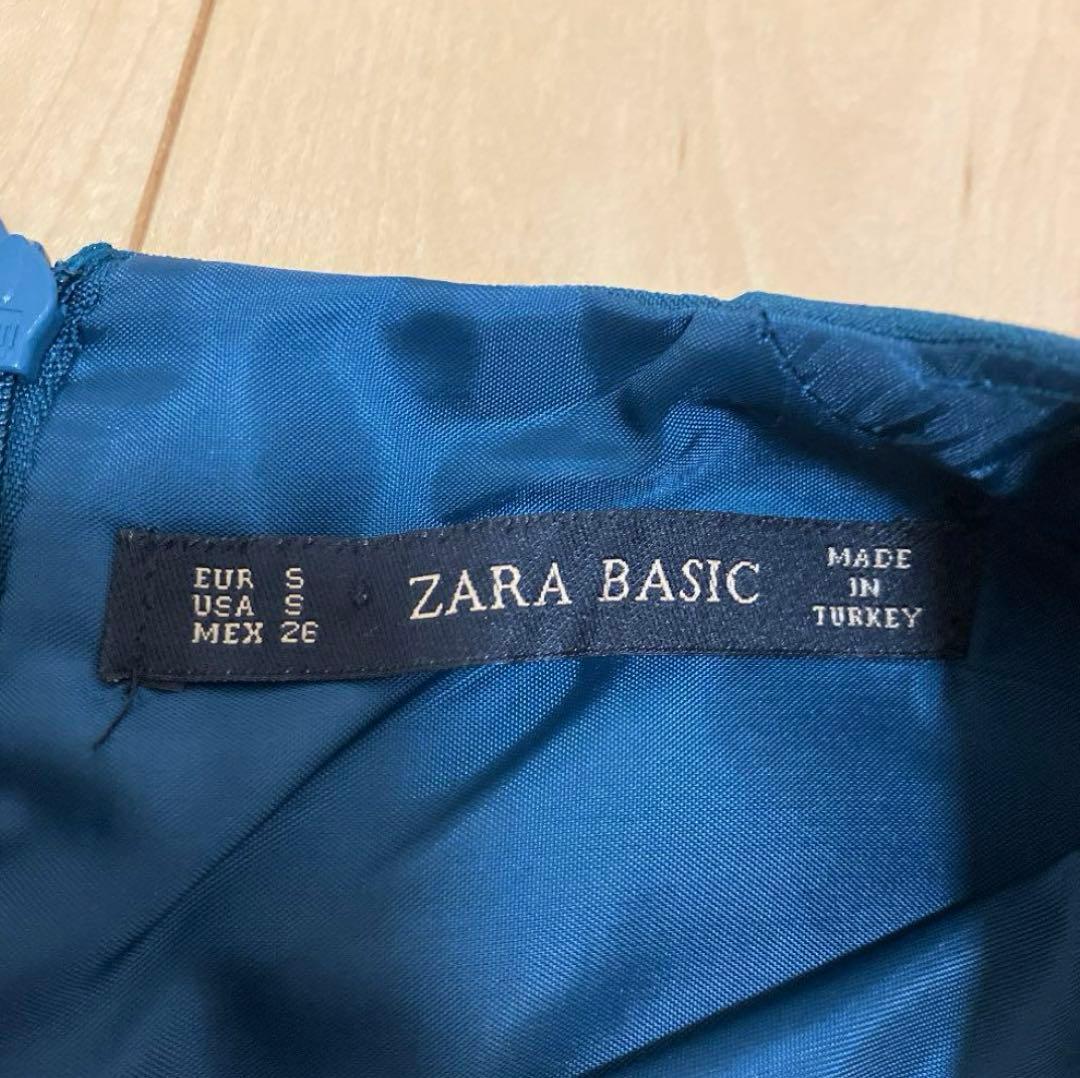 EUR S
USA S
MEX 26
ZARA BASIC
MADE
IN
TURKEY